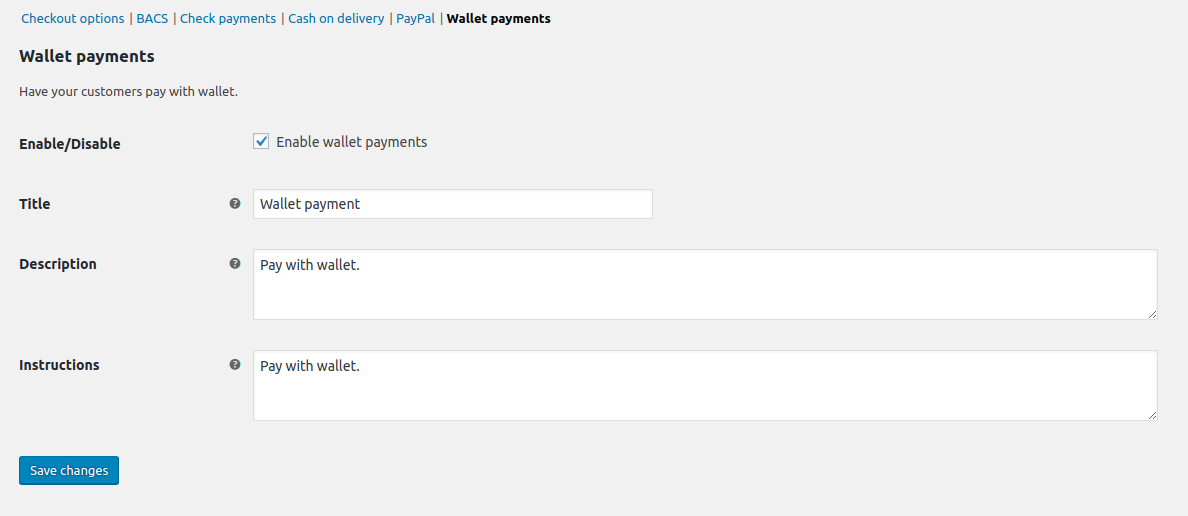 Checkout options | BACS | Check payments | Cash on delivery | PayPal | Wallet payments
Wallet payments
Have your customers pay with wallet.
Enable/Disable
Enable wallet payments
Title
?
Wallet payment
Description
?
Pay with wallet.
Instructions
?
Pay with wallet.
Save changes